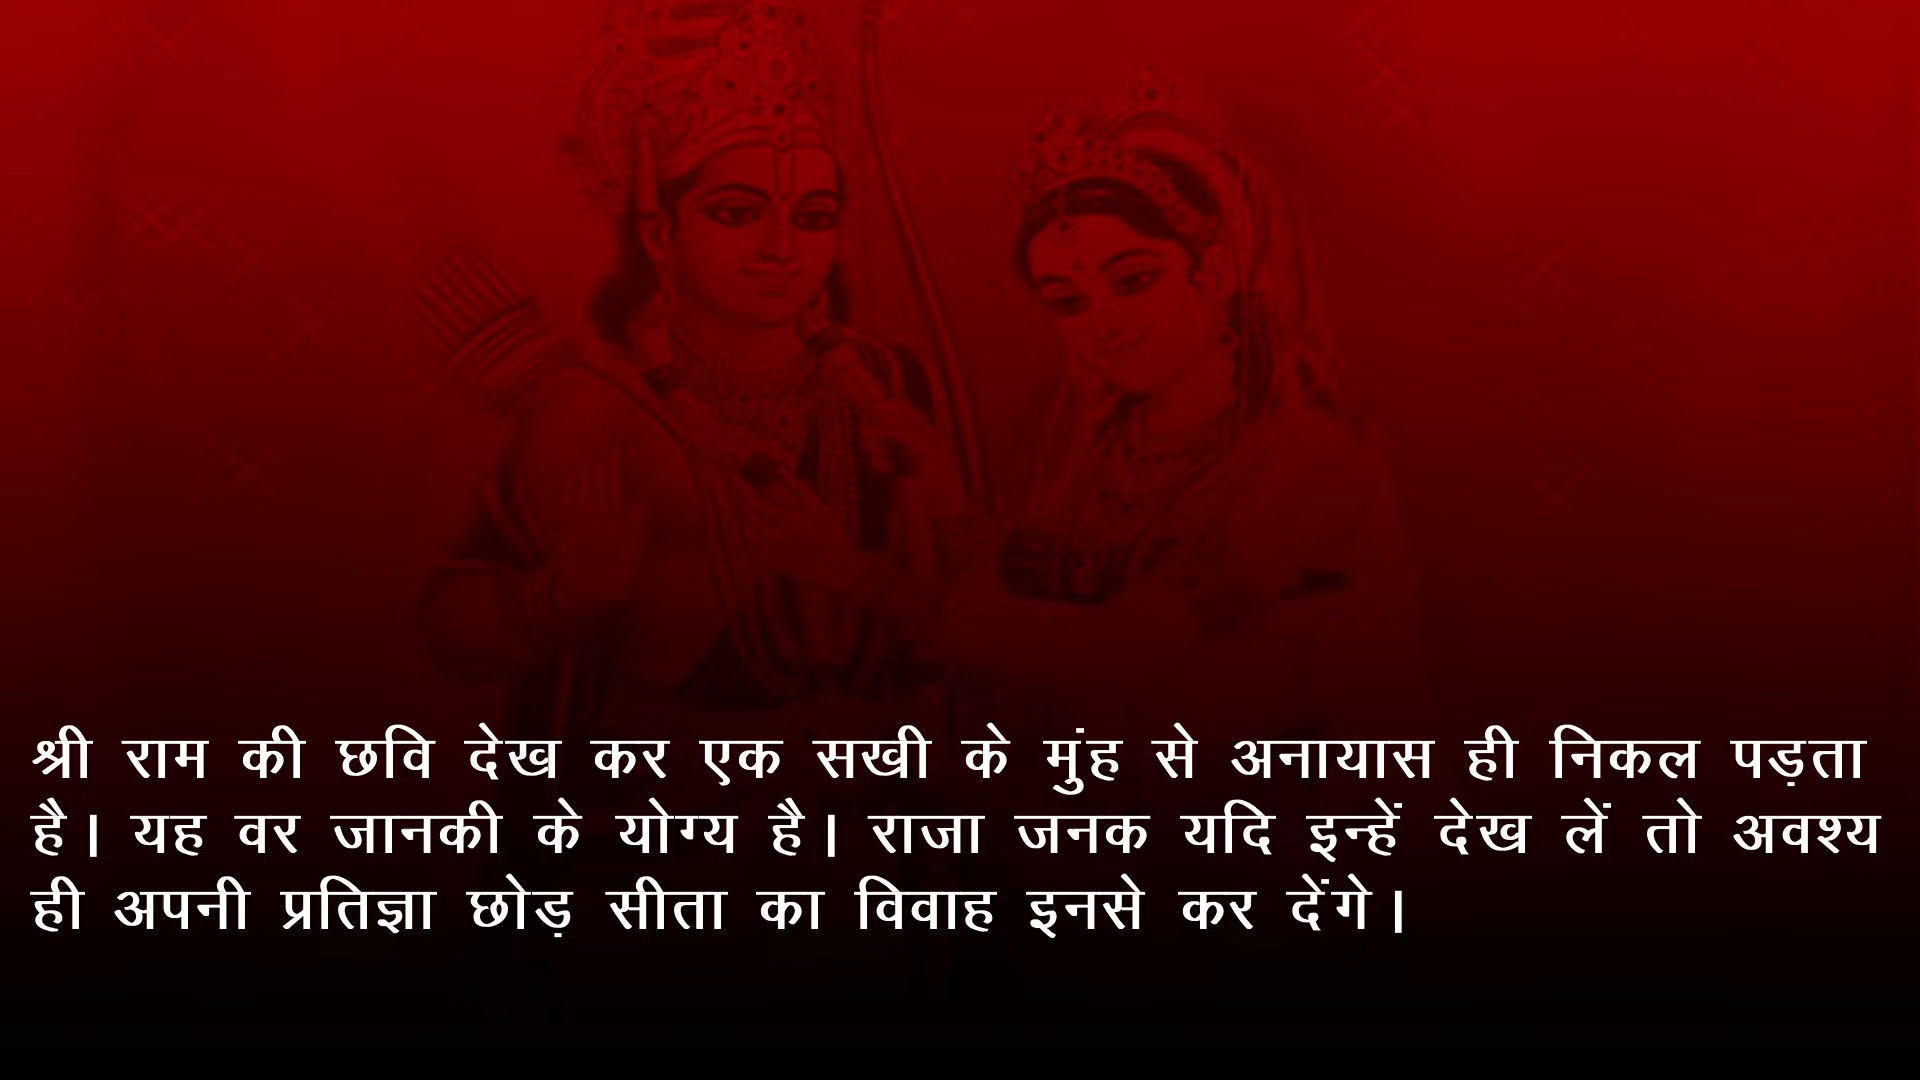 श्री राम की छवि देख कर एक सखी के मुंह से अनायास ही निकल पड़ता
है। यह वर जानकी के योग्य है। राजा जनक यदि इन्हें देख लें तो अवश्य
ही अपनी प्रतिज्ञा छोड़ सीता का विवाह इनसे कर देंगे।